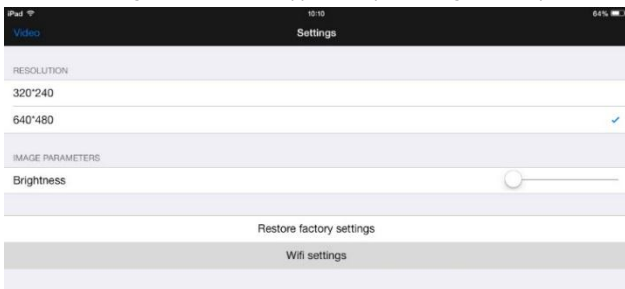 iPad 10:10 64%
Video Settings
RESOLUTION
320*240
640*480
IMAGE PARAMETERS
Brightness
Restore factory settings
Wifi settings